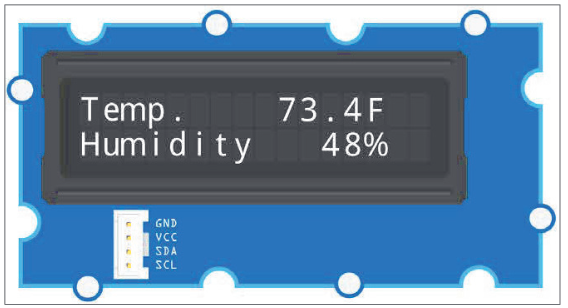 Temp. 73.4F
Humidity 48%
GND
VCC
SDA
SCL